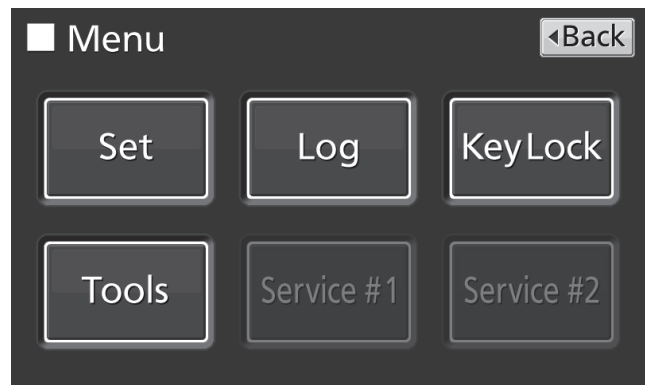 Menu
◂Back
Set
Log
KeyLock
Tools
Service #1
Service #2